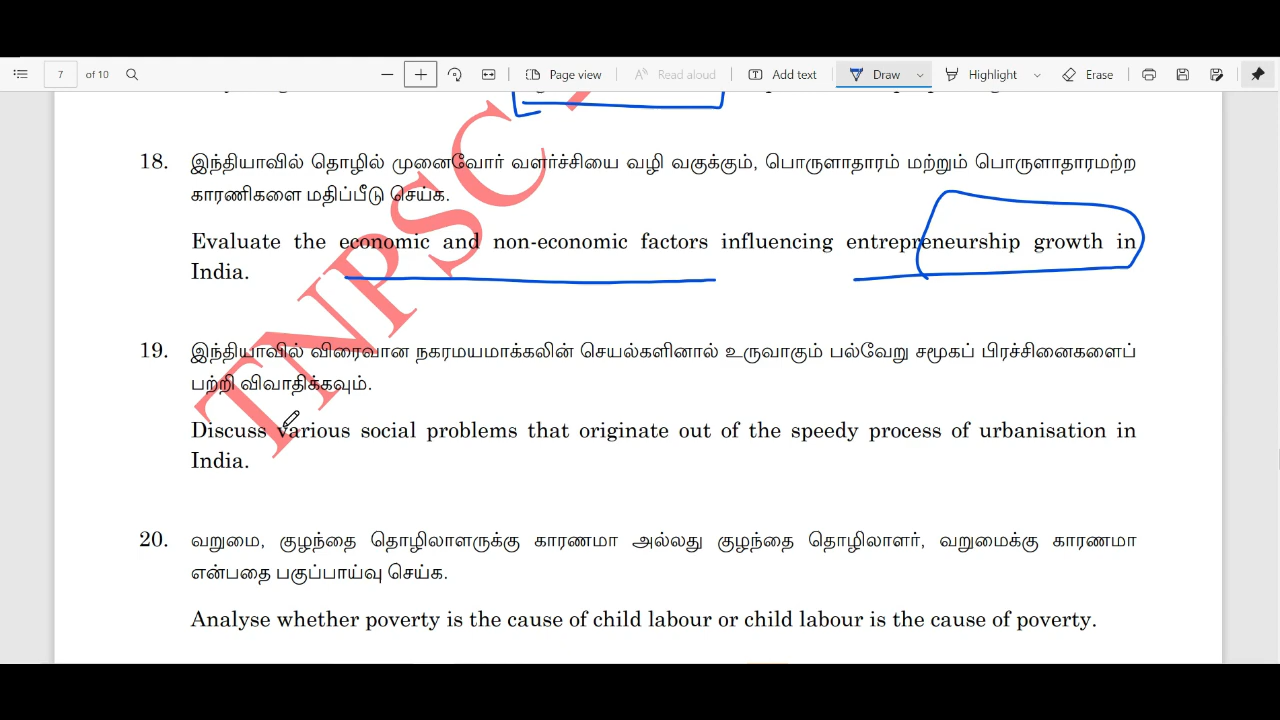 7 of 10 Page view Read aloud Add text Draw Highlight Erase
18. இந்தியாவில் தொழில் முனைவோர் வளர்ச்சியை வழி வகுக்கும், பொருளாதாரம் மற்றும் பொருளாதாரமற்ற
காரணிகளை மதிப்பீடு செய்க.
Evaluate the economic and non-economic factors influencing entrepreneurship growth in
India.
19. இந்தியாவில் விரைவான நகரமயமாக்கலின் செயல்களினால் உருவாகும் பல்வேறு சமூகப் பிரச்சினைகளைப்
பற்றி விவாதிக்கவும்.
Discuss various social problems that originate out of the speedy process of urbanisation in
India.
20. வறுமை, குழந்தை தொழிலாளருக்கு காரணமா அல்லது குழந்தை தொழிலாளர், வறுமைக்கு காரணமா
என்பதை பகுப்பாய்வு செய்க.
Analyse whether poverty is the cause of child labour or child labour is the cause of poverty.
TNPSC